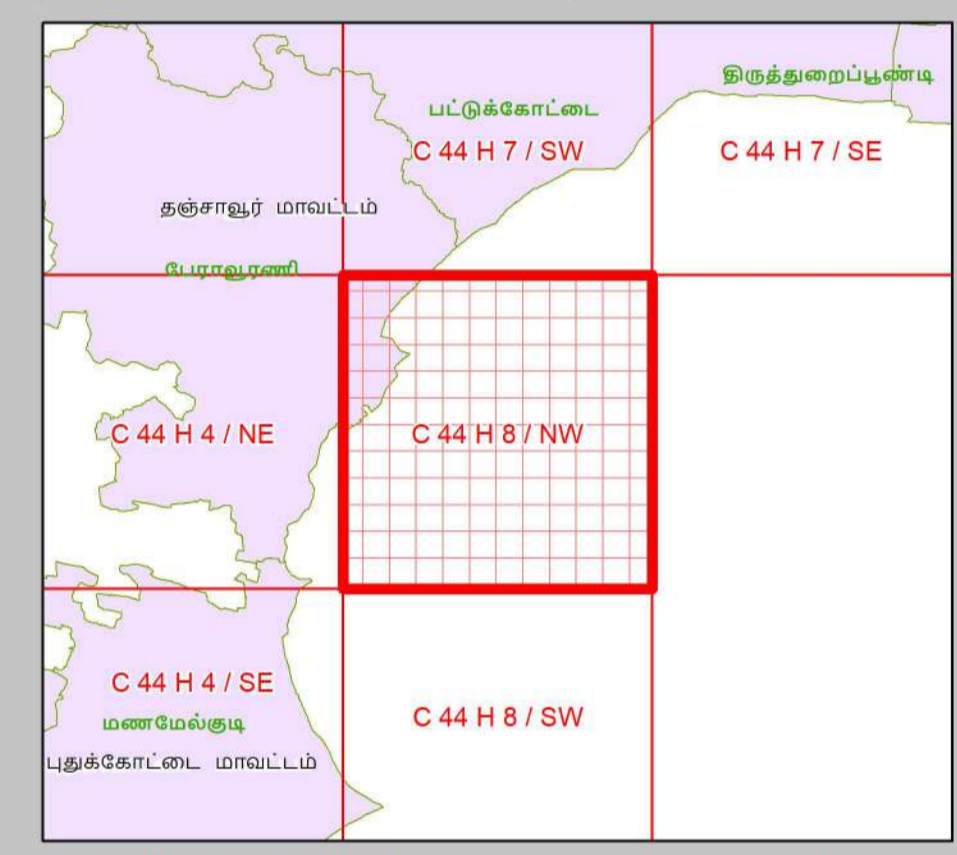 திருத்துறைப்பூண்டி
பட்டுக்கோட்டை
C 44 H 7 / SW
C 44 H 7 / SE
தஞ்சாவூர் மாவட்டம்
பேராவூரணி
C 44 H 4 / NE
C 44 H 8 / NW
C 44 H 4 / SE
மணமேல்குடி
C 44 H 8 / SW
புதுக்கோட்டை மாவட்டம்